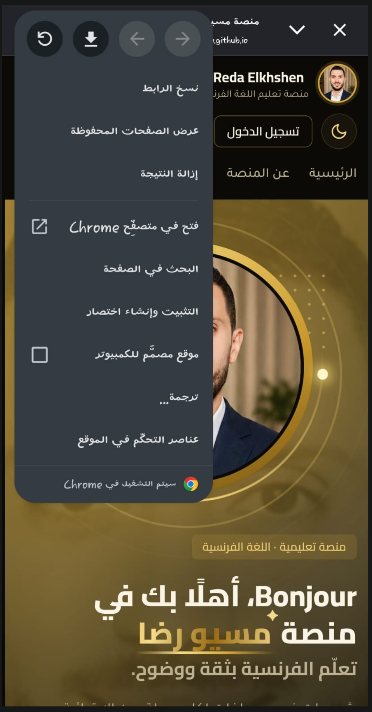 منصة مسيو
.github.io
Reda Elkhshen
منصة تعليم اللغة
تسجيل الدخول
الرئيسية
عن المنصة
نسخ الرابط
عرض الصفحات المحفوظة
إزالة النتيجة
فتح في متصفّح Chrome
البحث في الصفحة
التثبيت وإنشاء اختصار
موقع مصمَّم للكمبيوتر
ترجمة...
عناصر التحكّم في الموقع
سيتم التشغيل في Chrome
منصة تعليمية · اللغة الفرنسية
Bonjour، أهلًا بك في
منصة مسيو رضا
تعلّم الفرنسية بثقة ووضوح.